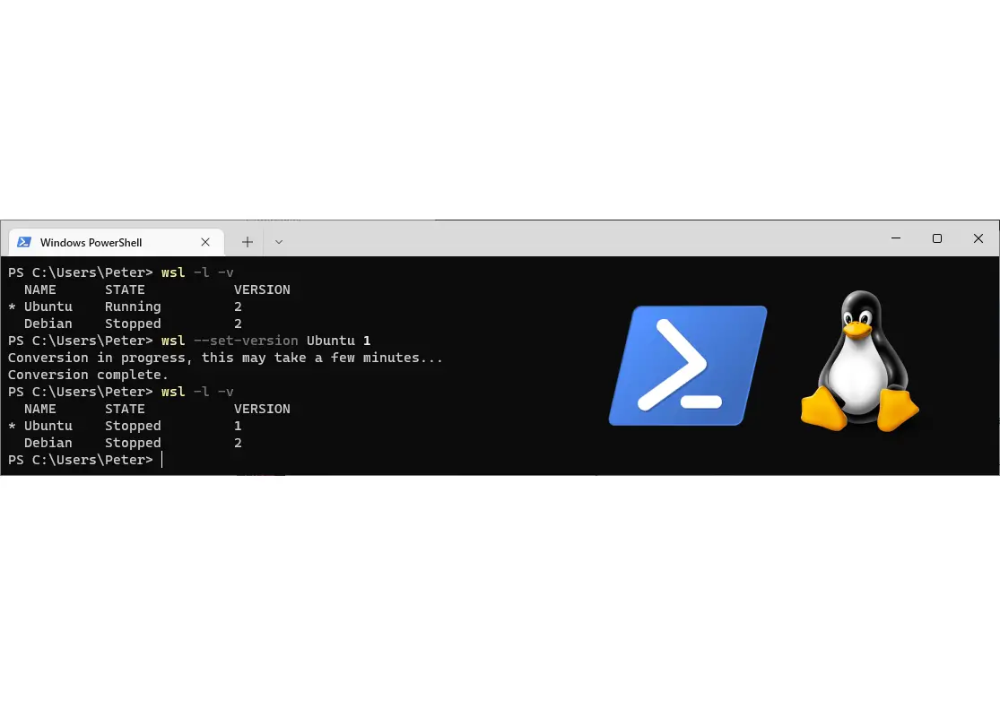 Windows PowerShell
PS C:\Users\Peter> wsl -l -v
  NAME      STATE           VERSION
* Ubuntu    Running         2
  Debian    Stopped         2
PS C:\Users\Peter> wsl --set-version Ubuntu 1
Conversion in progress, this may take a few minutes...
Conversion complete.
PS C:\Users\Peter> wsl -l -v
  NAME      STATE           VERSION
* Ubuntu    Stopped         1
  Debian    Stopped         2
PS C:\Users\Peter>